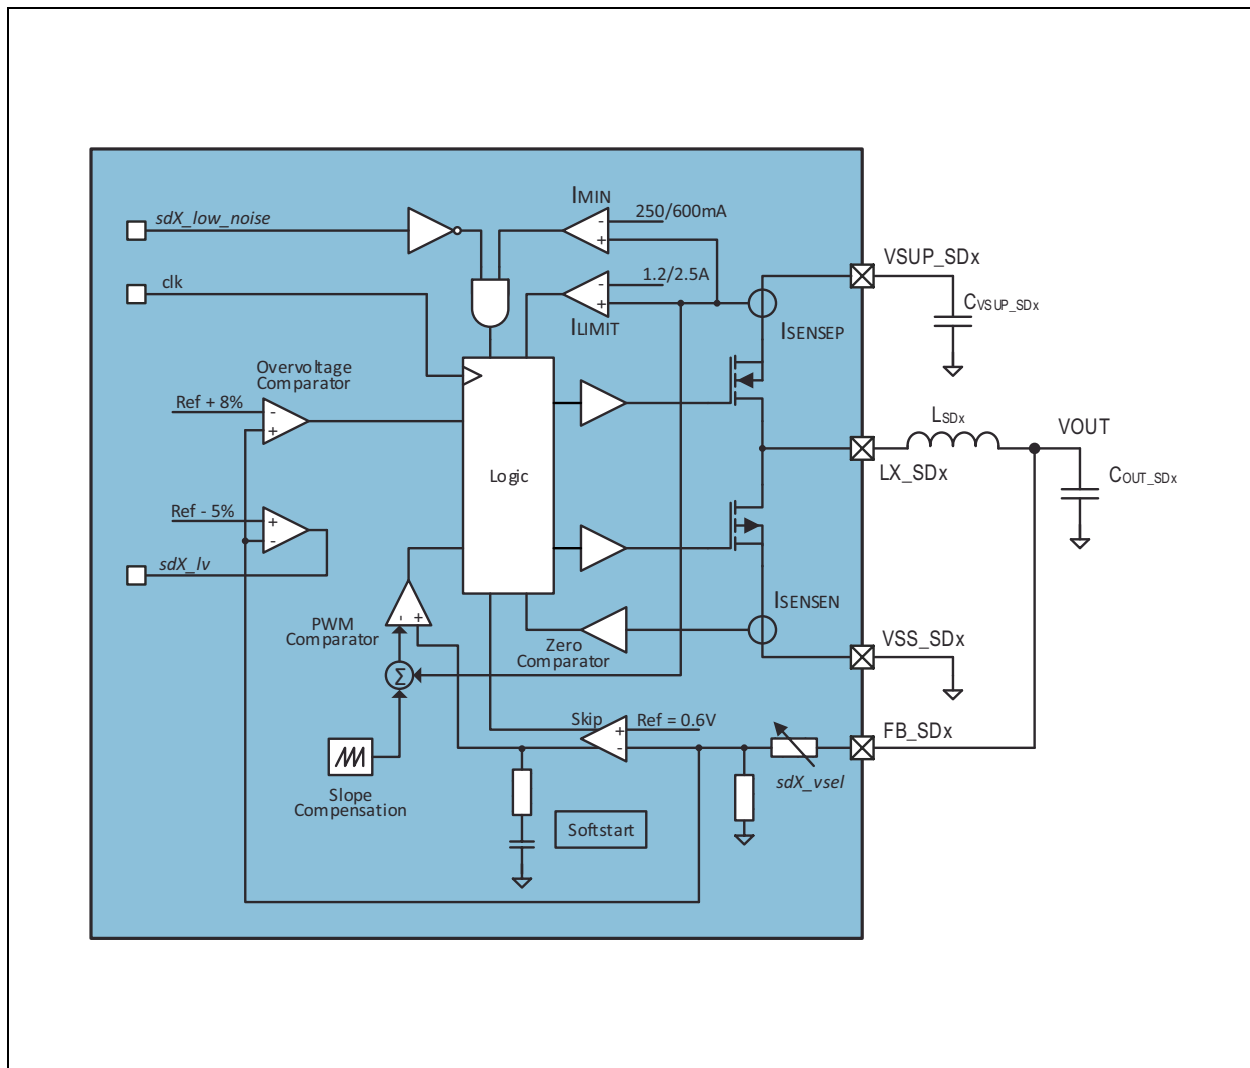 sdX_low_noise
IMIN
250/600mA
clk
1.2/2.5A
ILIMIT
ISENSEP
VSUP_SDx
CVSUP_SDx
Overvoltage
Comparator
Ref + 8%
-
+
Logic
LSDx
VOUT
LX_SDx
COUT_SDx
Ref - 5%
+
-
sdX_lv
ISENSEN
PWM
Comparator
-
+
Zero
Comparator
VSS_SDx
Σ
Skip
Ref = 0.6V
+
-
FB_SDx
sdX_vsel
Slope
Compensation
Softstart
-
+
-
+